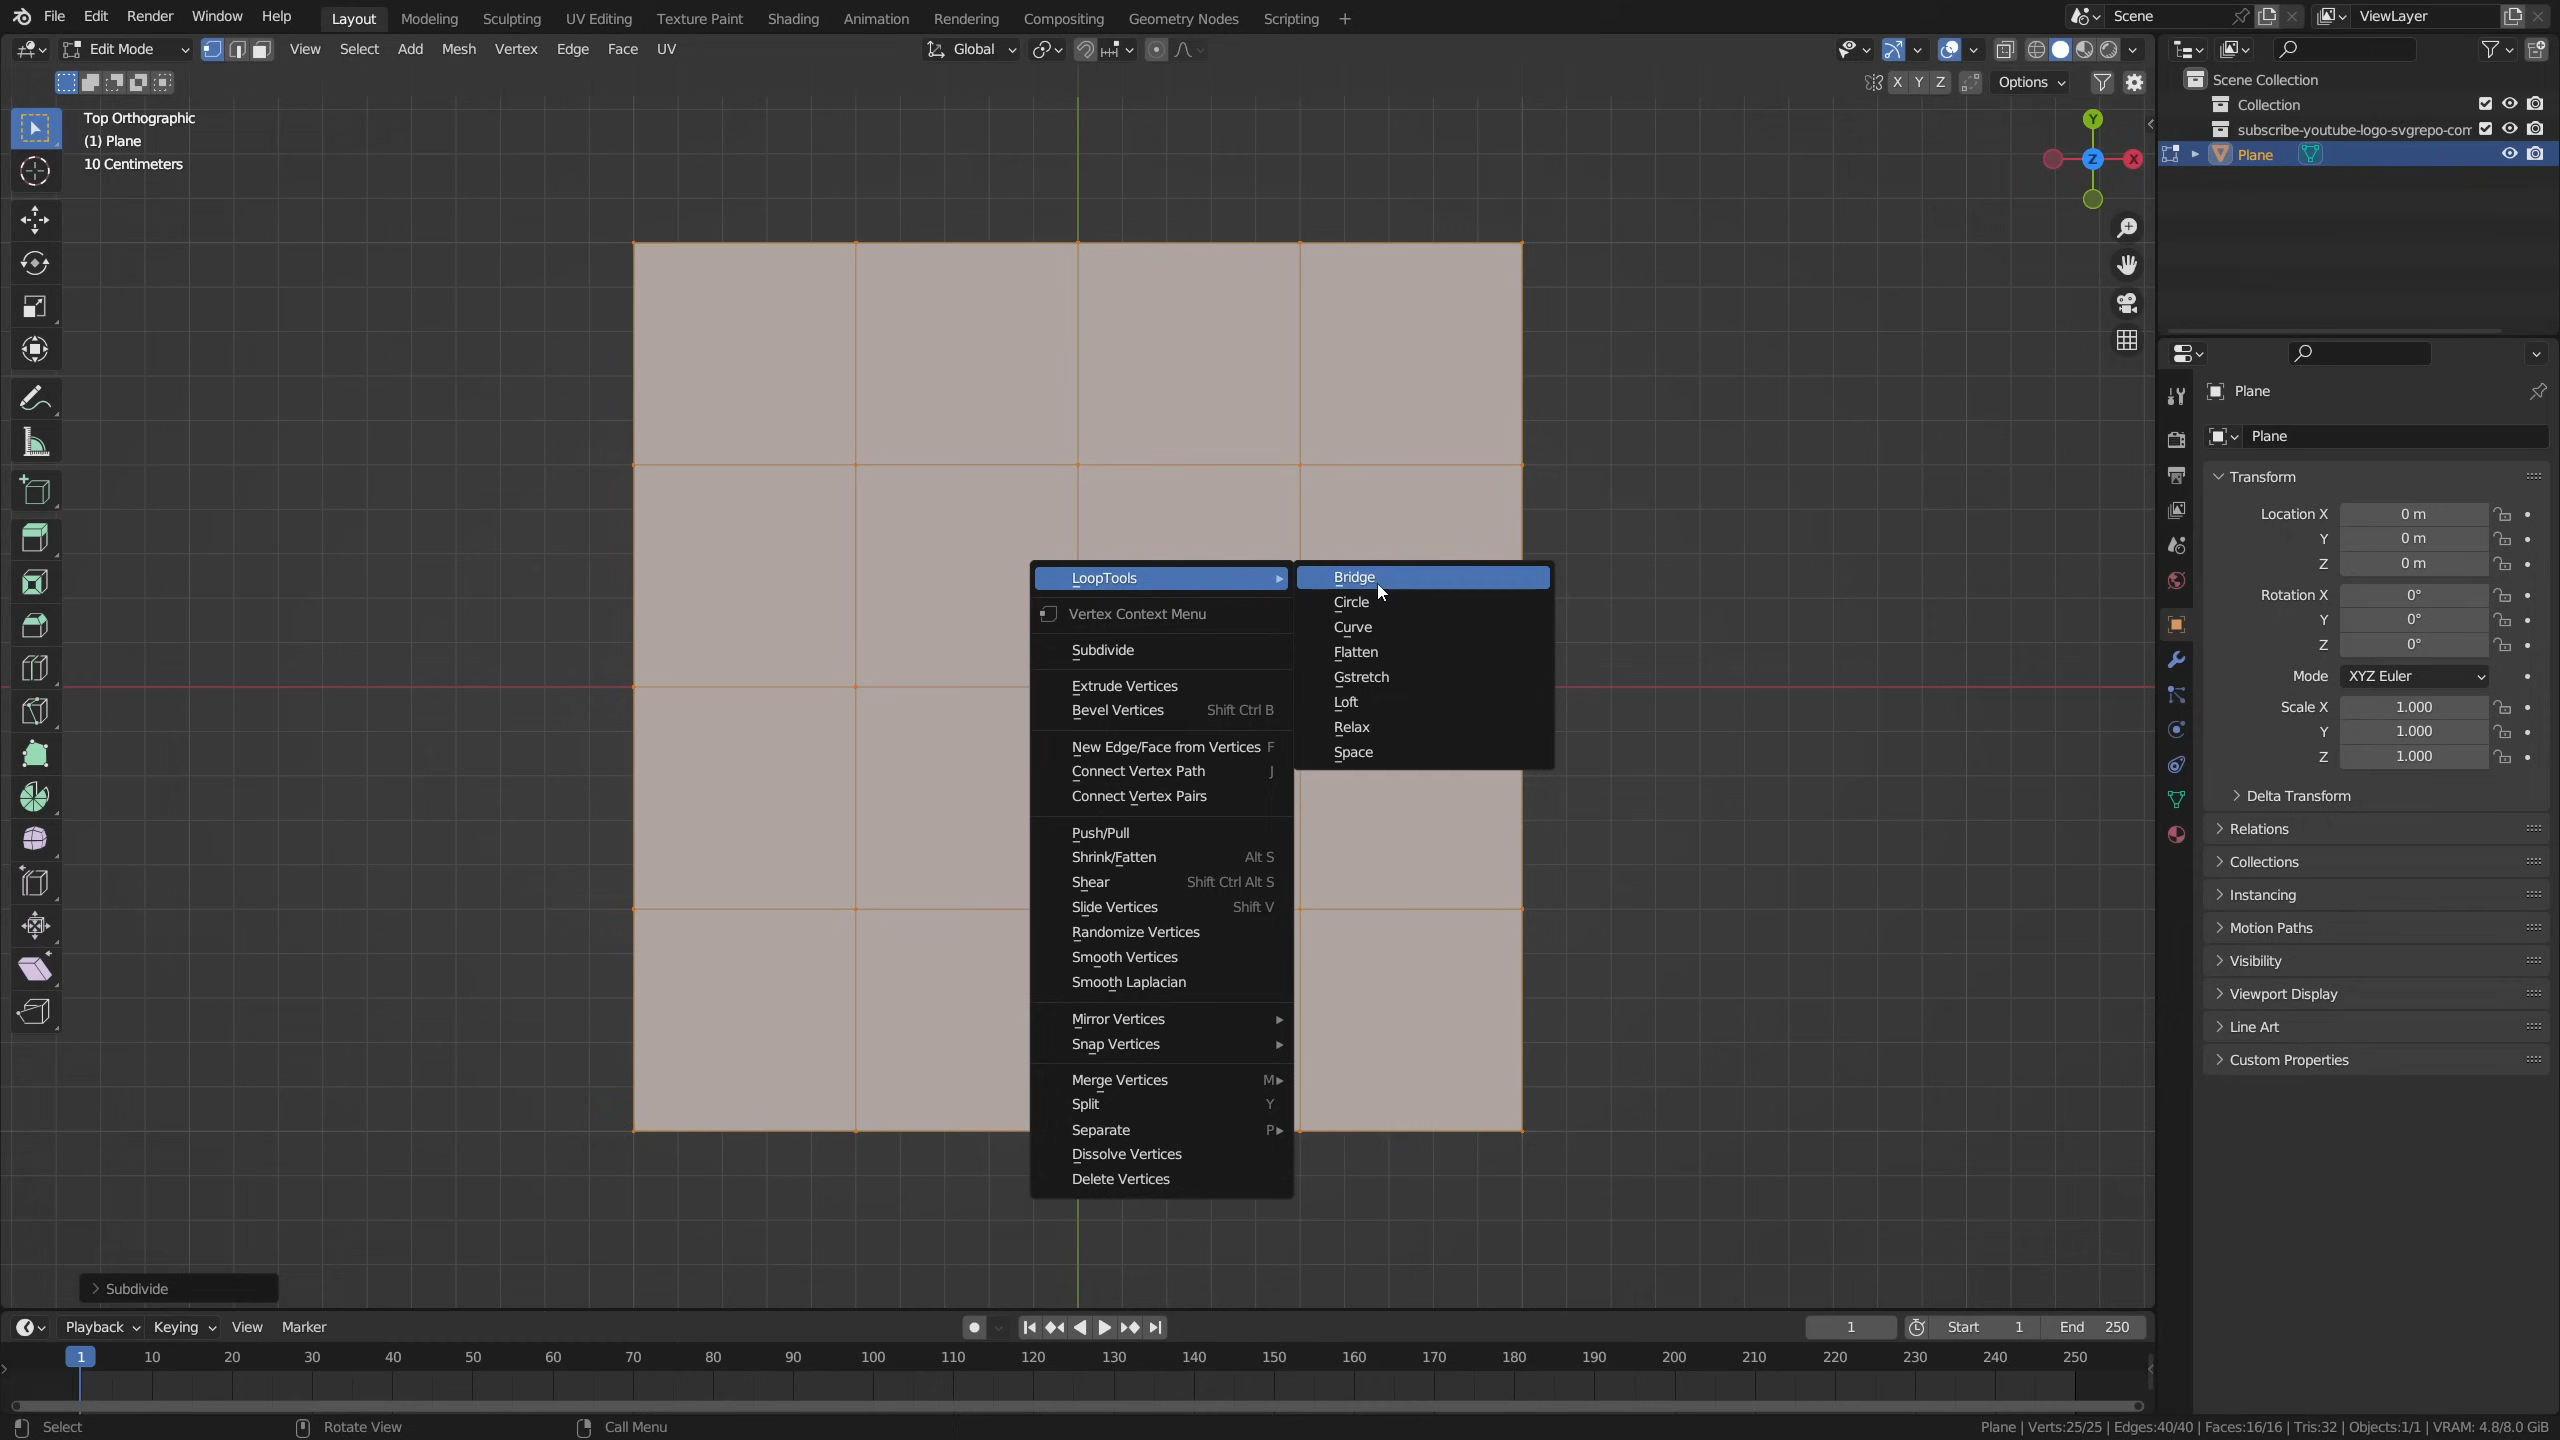 File Edit Render Window Help Layout Modeling Sculpting UV Editing Texture Paint Shading Animation Rendering Compositing Geometry Nodes Scripting + Scene ViewLayer
Edit Mode View Select Add Mesh Vertex Edge Face UV Global
X Y Z Options
Top Orthographic
(1) Plane
10 Centimeters
Y
Z
X
Scene Collection
Collection
subscribe-youtube-logo-svgrepo-com
Plane
Plane
Plane
Transform
Location X 0 m
Y 0 m
Z 0 m
Rotation X 0°
Y 0°
Z 0°
Mode XYZ Euler
Scale X 1.000
Y 1.000
Z 1.000
Delta Transform
Relations
Collections
Instancing
Motion Paths
Visibility
Viewport Display
Line Art
Custom Properties
LoopTools
Vertex Context Menu
Subdivide
Extrude Vertices
Bevel Vertices Shift Ctrl B
New Edge/Face from Vertices F
Connect Vertex Path J
Connect Vertex Pairs
Push/Pull
Shrink/Fatten Alt S
Shear Shift Ctrl Alt S
Slide Vertices Shift V
Randomize Vertices
Smooth Vertices
Smooth Laplacian
Mirror Vertices
Snap Vertices
Merge Vertices M
Split Y
Separate P
Dissolve Vertices
Delete Vertices
Bridge
Circle
Curve
Flatten
Gstretch
Loft
Relax
Space
Subdivide
Playback Keying View Marker 1 Start 1 End 250
1 10 20 30 40 50 60 70 80 90 100 110 120 130 140 150 160 170 180 190 200 210 220 230 240 250
Select Rotate View Call Menu Plane | Verts:25/25 | Edges:40/40 | Faces:16/16 | Tris:32 | Objects:1/1 | VRAM: 4.8/8.0 GiB